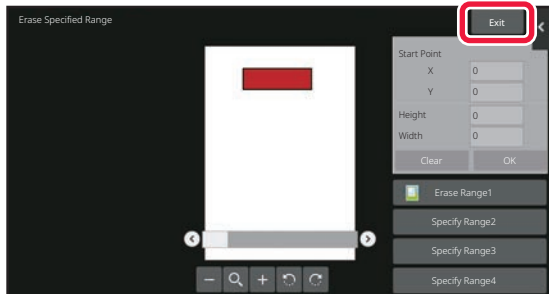 Erase Specified Range
Exit
Start Point
X 0
Y 0
Height 0
Width 0
Clear OK
Erase Range1
Specify Range2
Specify Range3
Specify Range4